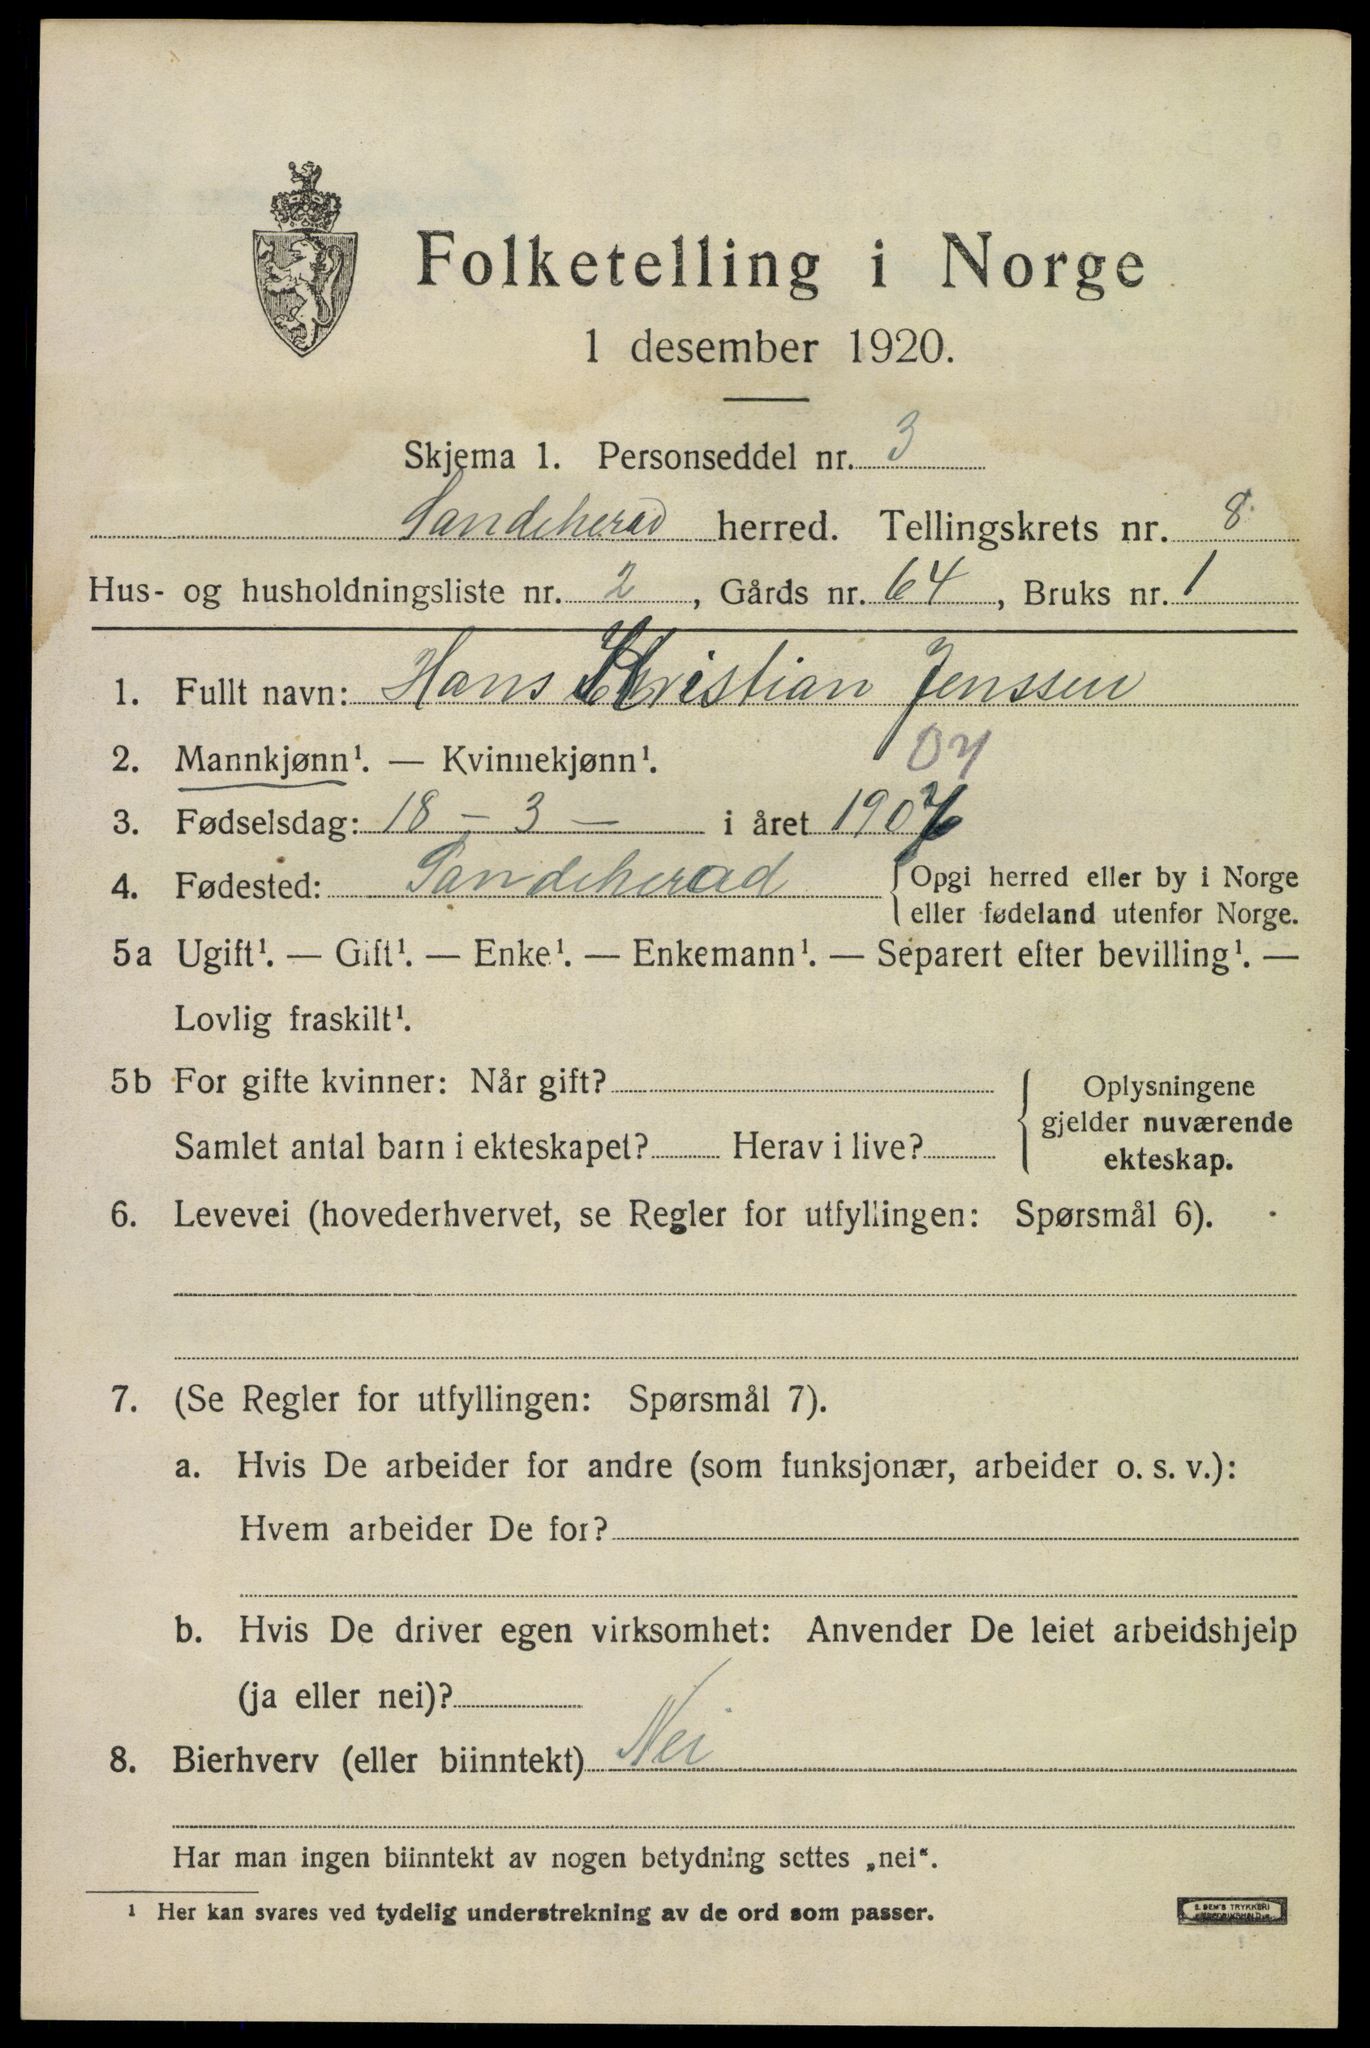 Folketelling i Norge
1 desember 1920.
Skjema 1. Personseddel nr. 3
Sandeherad herred. Tellingskrets nr. 8
Hus- og husholdningsliste nr. 2, Gårds nr. 64, Bruks nr. 1
1. Fullt navn: Hans Kristian Jenssen
2. Mannkjønn¹. — Kvinnekjønn¹. 07
3. Fødselsdag: 18 - 3 - i året 1907
4. Fødested: Sandeherad { Opgi herred eller by i Norge
eller fødeland utenfor Norge.
5a Ugift¹. — Gift¹. — Enke¹. — Enkemann¹. — Separert efter bevilling¹. —
Lovlig fraskilt¹.
5b For gifte kvinner: Når gift?
Samlet antal barn i ekteskapet? Herav i live?
Oplysningene
gjelder nuværende
ekteskap.
6. Levevei (hovederhvervet, se Regler for utfyllingen: Spørsmål 6).
7. (Se Regler for utfyllingen: Spørsmål 7).
a. Hvis De arbeider for andre (som funksjonær, arbeider o. s. v.):
Hvem arbeider De for?
b. Hvis De driver egen virksomhet: Anvender De leiet arbeidshjelp
(ja eller nei)?
8. Bierhverv (eller biinntekt) Nei
Har man ingen biinntekt av nogen betydning settes „nei“.
¹ Her kan svares ved tydelig understrekning av de ord som passer.
E. SEM'S TRYKKERI
FREDRIKSHALD